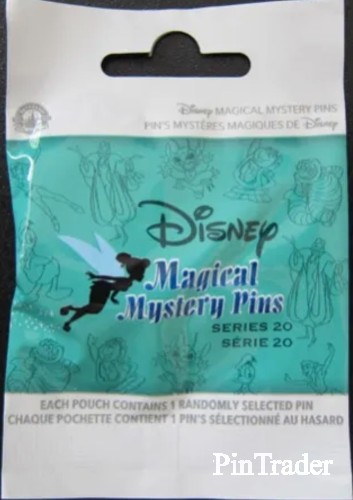 Disney MAGICAL MYSTERY PINS
PIN'S MYSTÈRES MAGIQUES DE Disney
Disney
Magical
Mystery Pins
SERIES 20
SÉRIE 20
EACH POUCH CONTAINS 1 RANDOMLY SELECTED PIN
CHAQUE POCHETTE CONTIENT 1 PIN'S SÉLECTIONNÉ AU HASARD
PinTrader